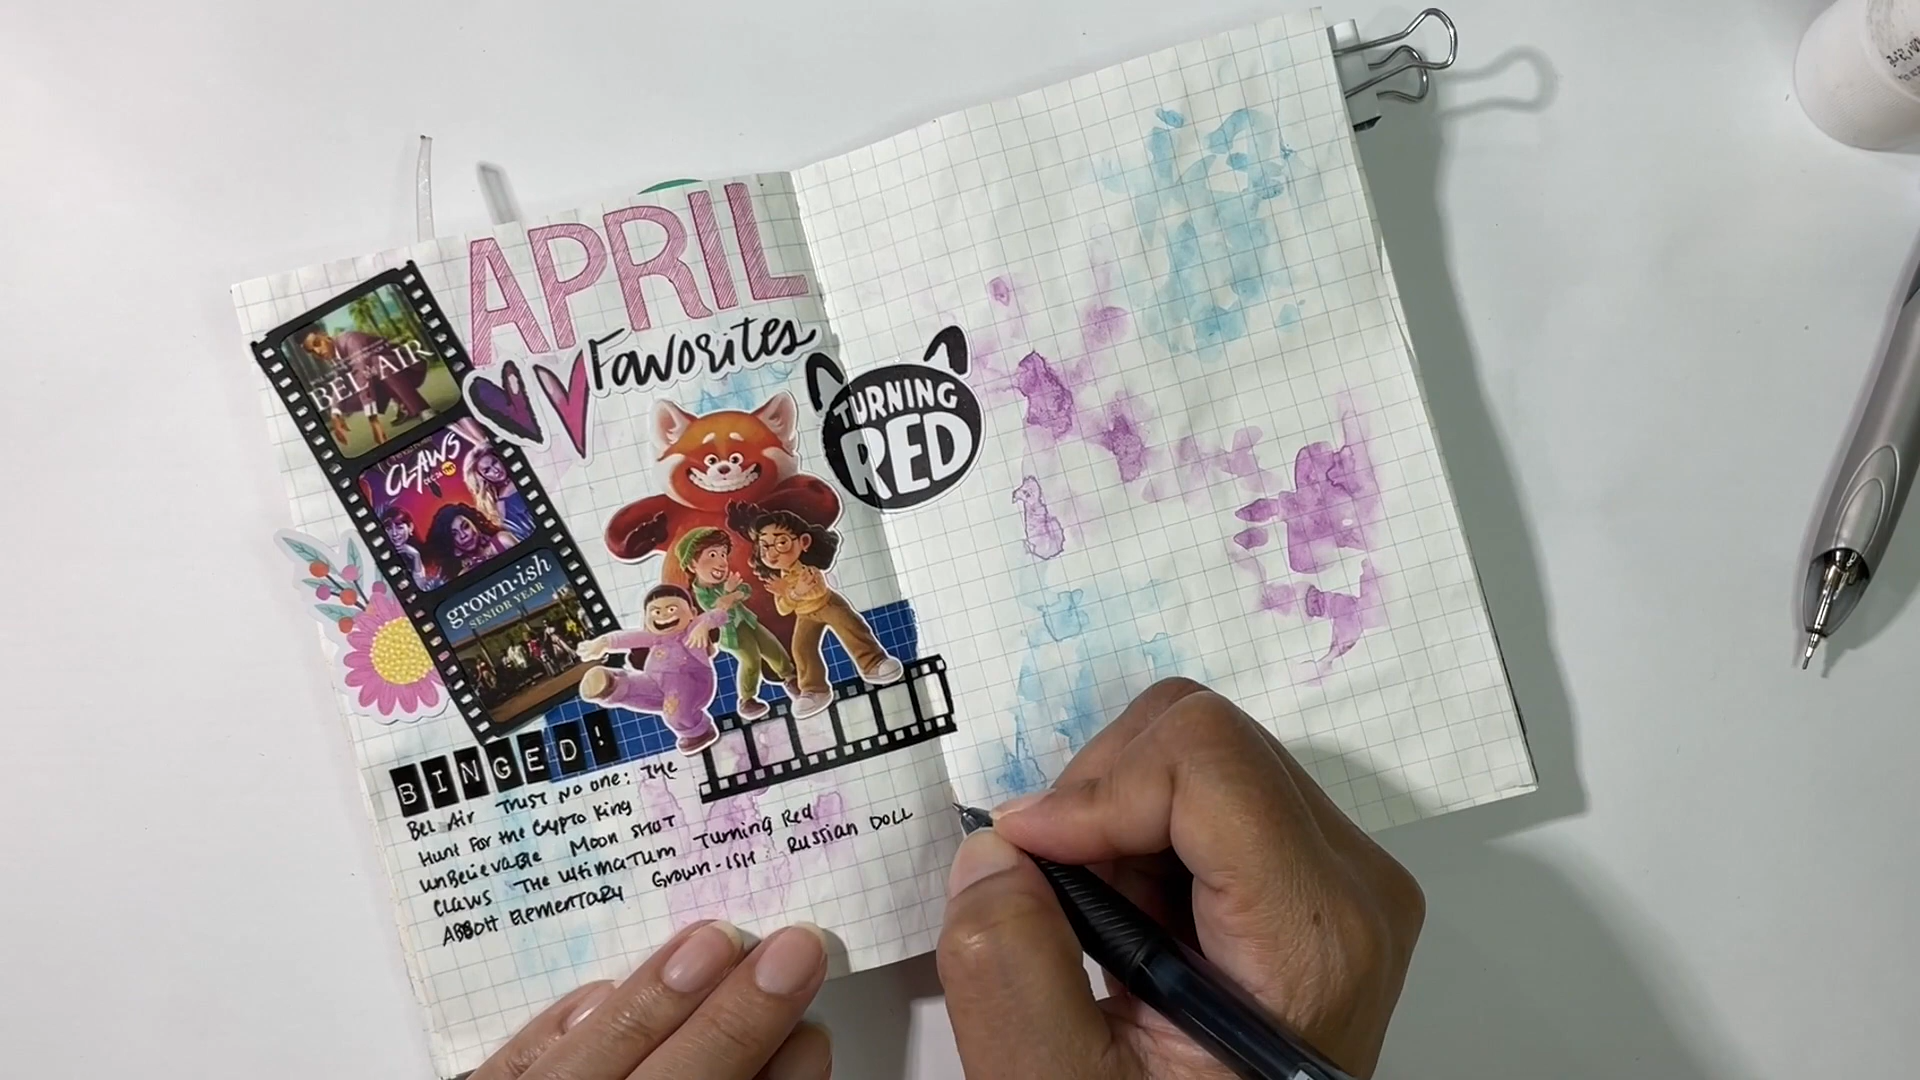 APRIL
Favorites
BEL AIR
TURNING
RED
CLAWS
grown-ish
SENIOR YEAR
BINGED!
Bel Air Trust No one: The
Hunt For the Crypto King
Unbelievable Moon Shot
Claws The Ultimatum Turning Red
Abbott Elementary Grown-ish Russian Doll